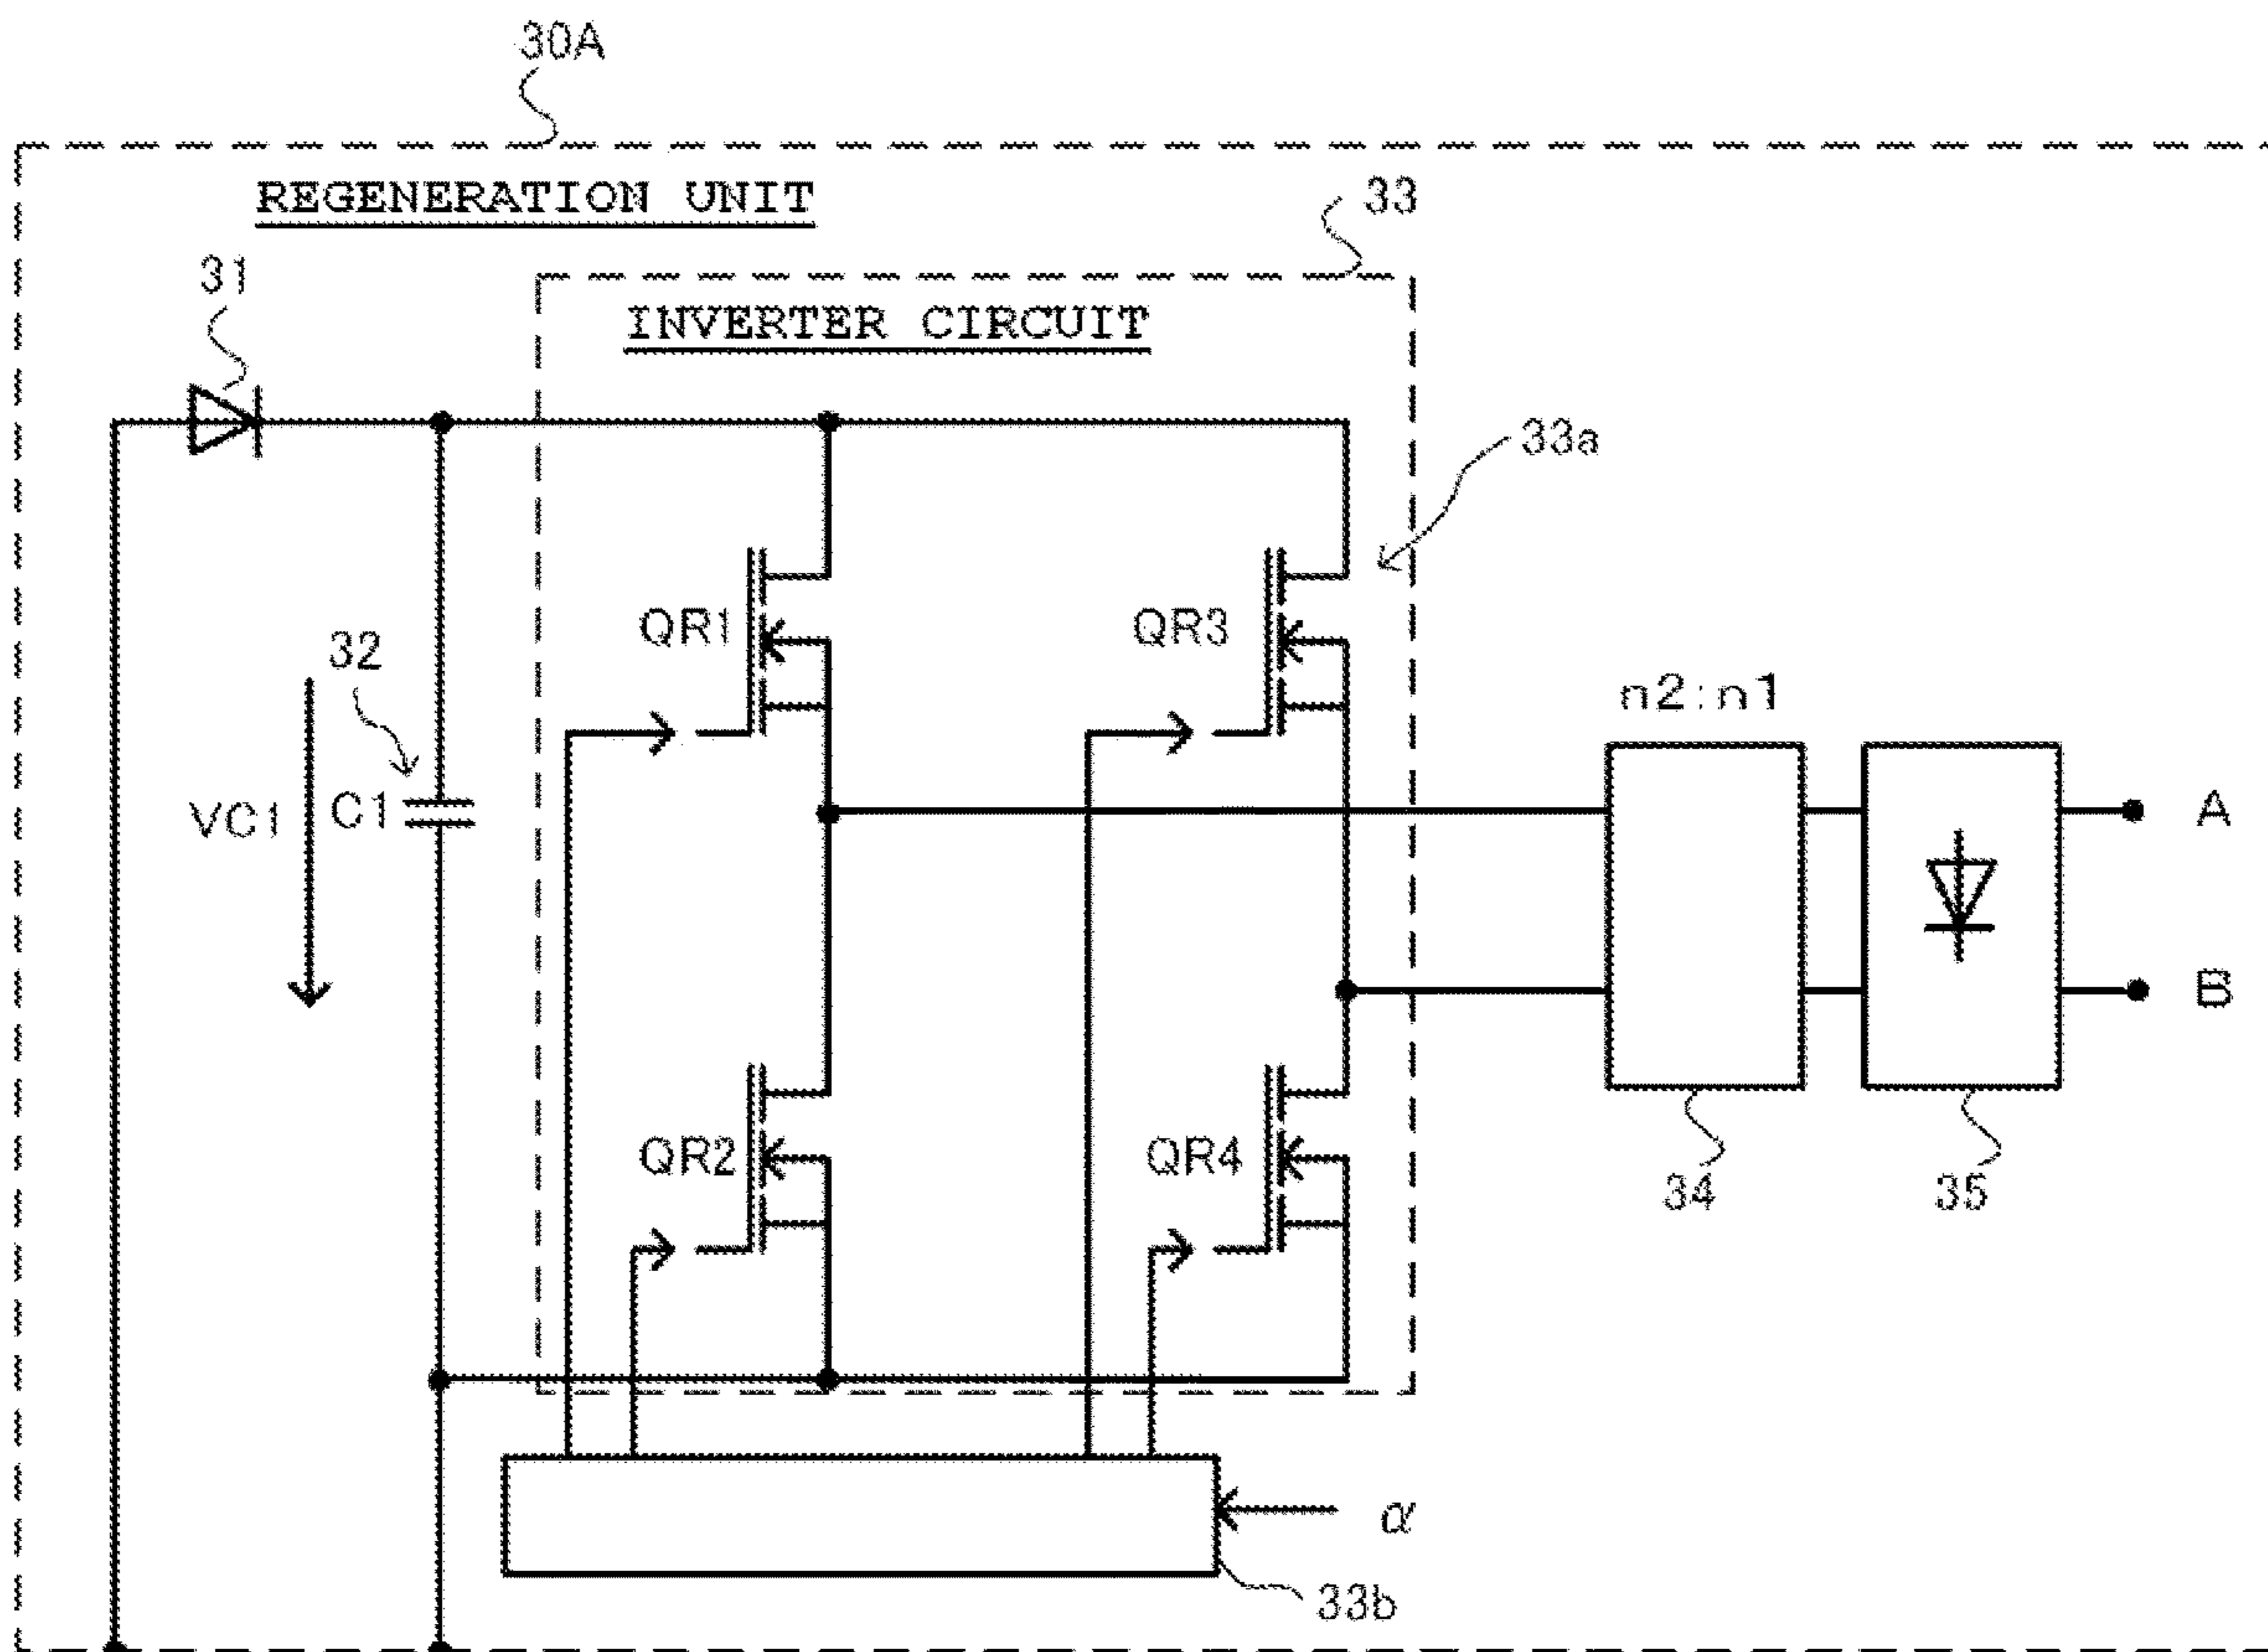 30A
REGENERATION UNIT
33
31
INVERTER CIRCUIT
33a
QR1
QR3
32
n2:n1
VC1
C1
A
B
QR2
QR4
34
35
α
33b